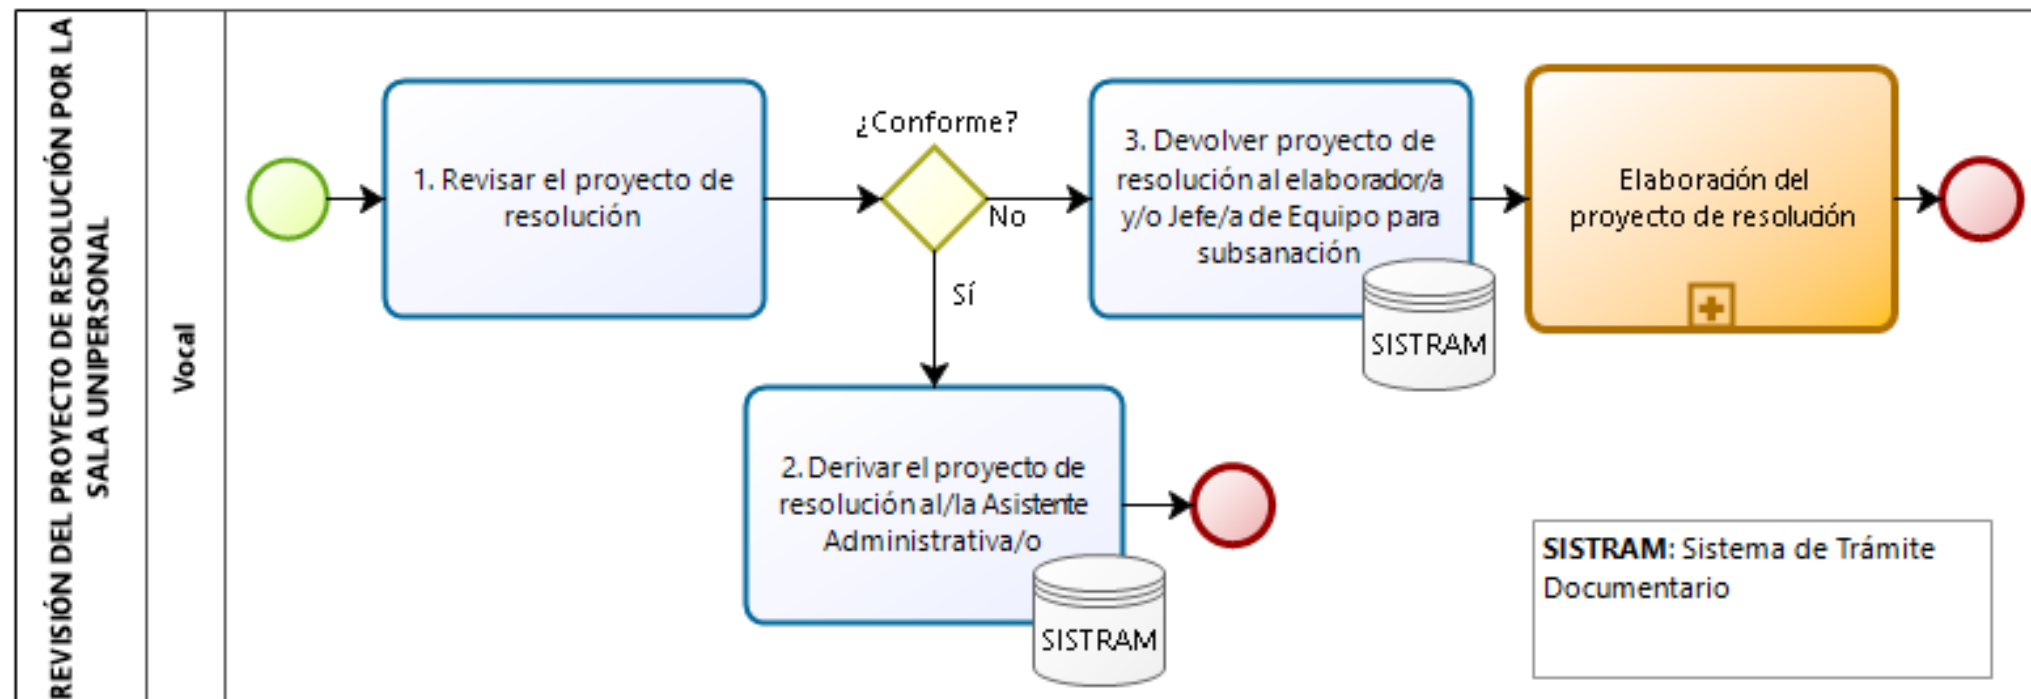 REVISIÓN DEL PROYECTO DE RESOLUCIÓN POR LA
SALA UNIPERSONAL
Vocal
1. Revisar el proyecto de
resolución
¿Conforme?
No
Sí
3. Devolver proyecto de
resolución al elaborador/a
y/o Jefe/a de Equipo para
subsanación
SISTRAM
Elaboración del
proyecto de resolución
2. Derivar el proyecto de
resolución al/la Asistente
Administrativa/o
SISTRAM
SISTRAM: Sistema de Trámite
Documentario